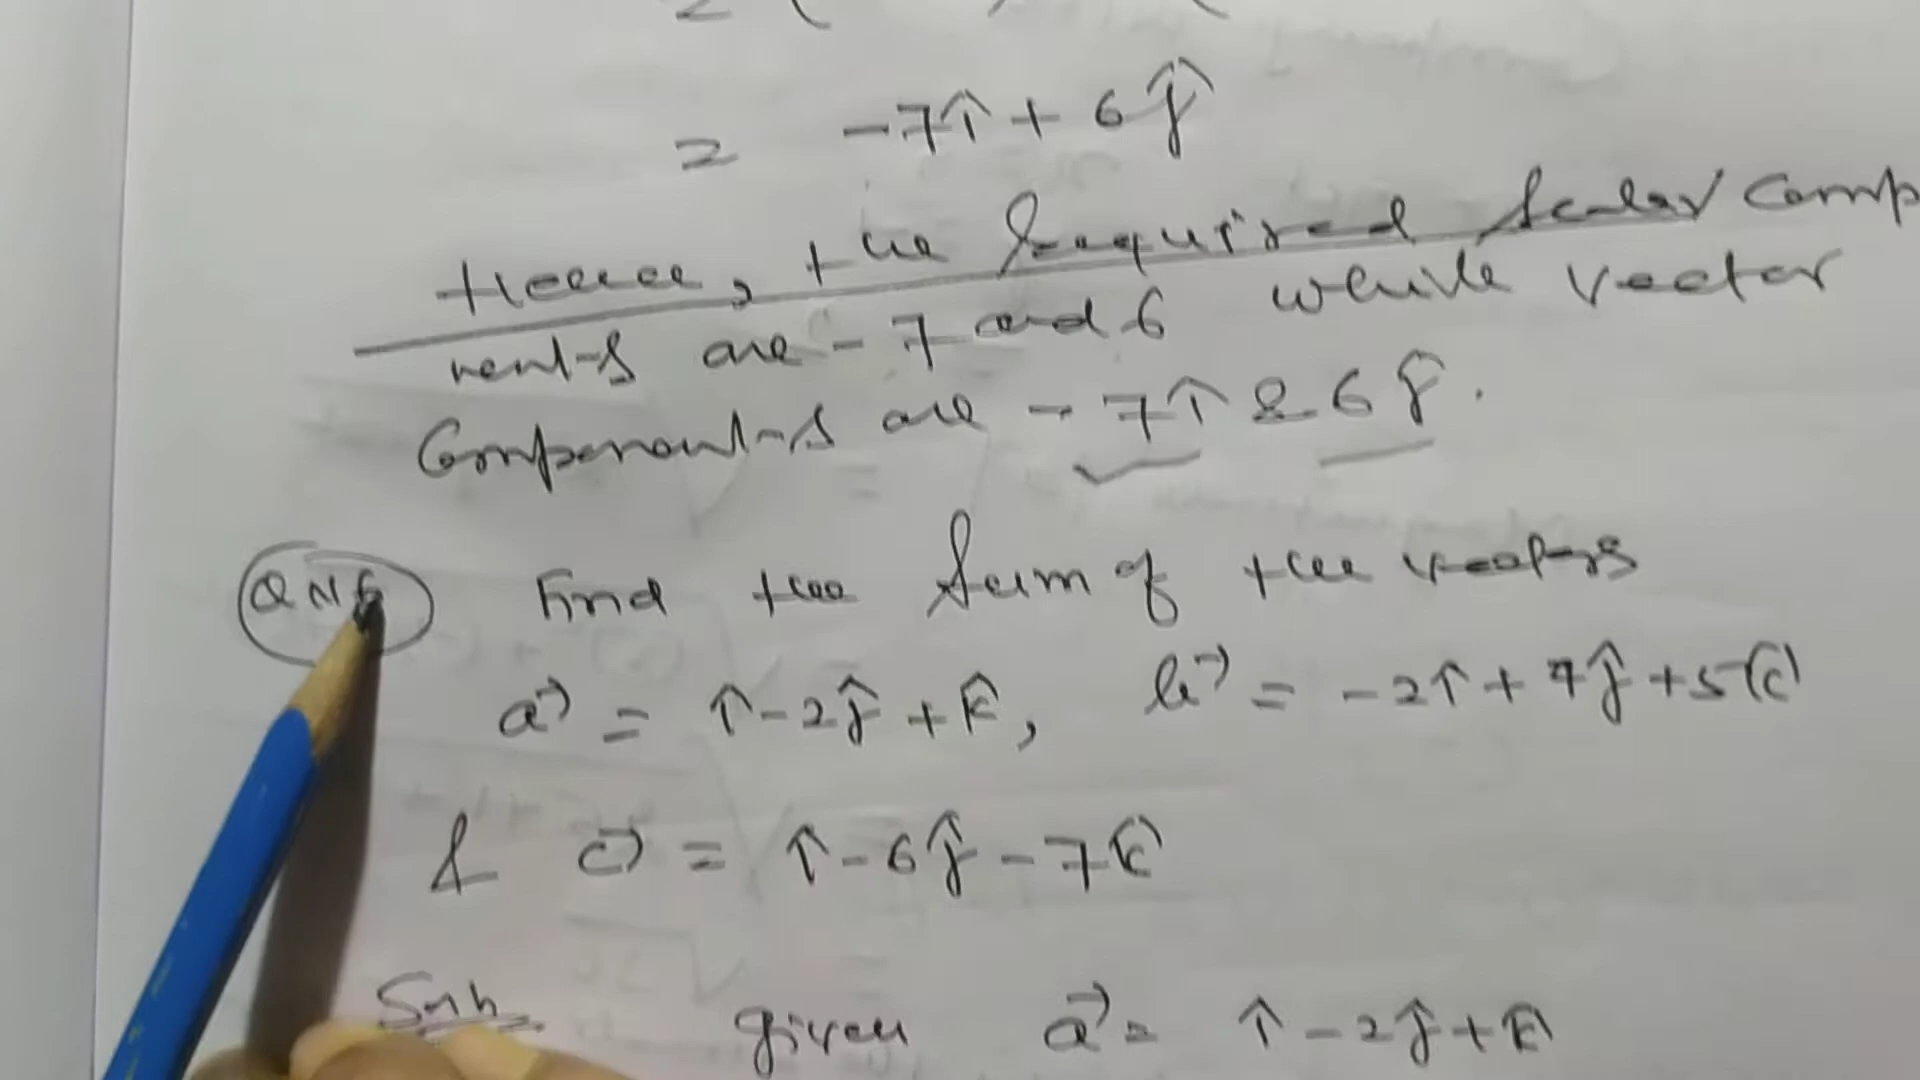 = -7î + 6ĵ
Hence, the required scalar comp
nents are -7 and 6 while vector
components are -7î & 6ĵ.
QN6 Find the sum of the vectors
a⃗ = î - 2ĵ + k̂, b⃗ = -2î + 4ĵ + 5k̂
& c⃗ = î - 6ĵ - 7k̂
Soln given a⃗ = î - 2ĵ + k̂